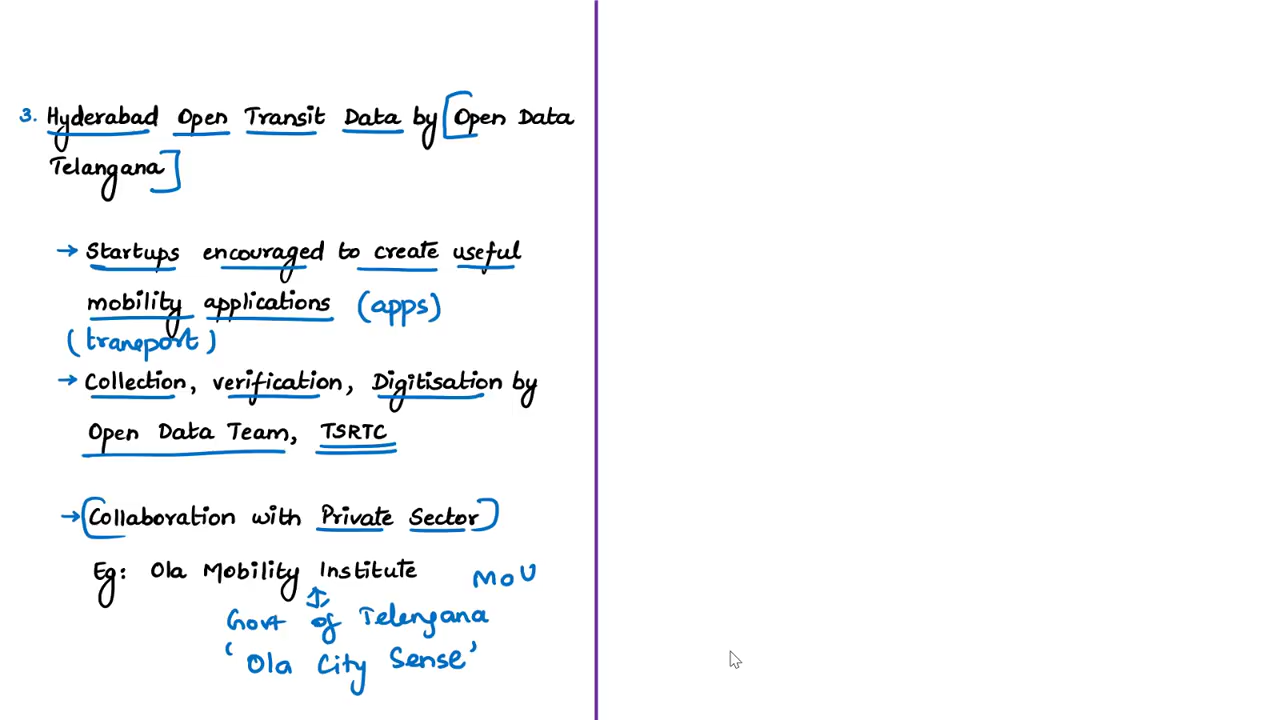 3. Hyderabad Open Transit Data by [Open Data
Telangana]
→ Startups encouraged to create useful
mobility applications (apps)
(transport)
→ Collection, verification, Digitisation by
Open Data Team, TSRTC
→ [Collaboration with Private Sector]
Eg: Ola Mobility Institute MoU
Govt of Telengana
'Ola City Sense'